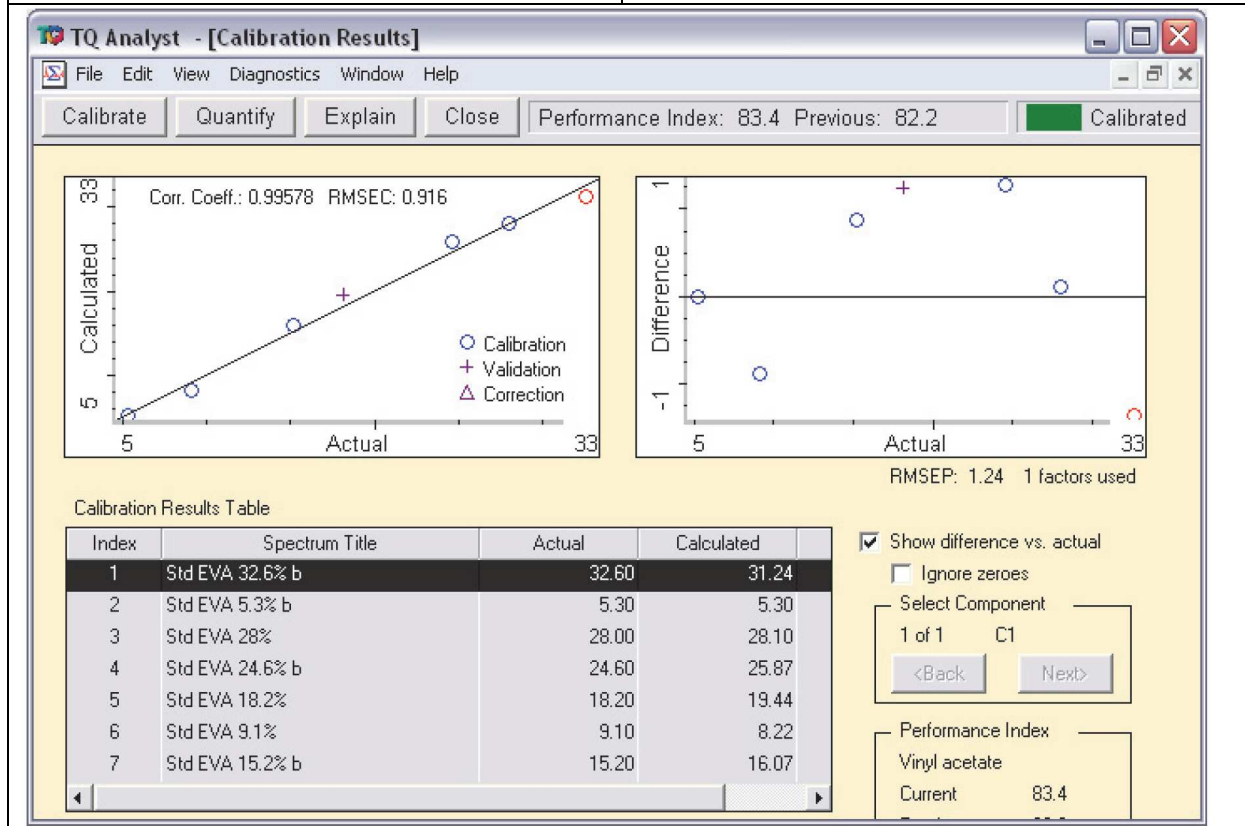 TQ Analyst - [Calibration Results]
File Edit View Diagnostics Window Help
Calibrate Quantify Explain Close Performance Index: 83.4 Previous: 82.2 Calibrated
Corr. Coeff.: 0.99578 RMSEC: 0.916
33
Calculated
5
Calibration
Validation
Correction
5 Actual 33
1
Difference
-1
5 Actual 33
RMSEP: 1.24 1 factors used
Calibration Results Table
Index Spectrum Title Actual Calculated
1 Std EVA 32.6% b 32.60 31.24
2 Std EVA 5.3% b 5.30 5.30
3 Std EVA 28% 28.00 28.10
4 Std EVA 24.6% b 24.60 25.87
5 Std EVA 18.2% 18.20 19.44
6 Std EVA 9.1% 9.10 8.22
7 Std EVA 15.2% b 15.20 16.07
Show difference vs. actual
Ignore zeroes
Select Component
1 of 1 C1
<Back Next>
Performance Index
Vinyl acetate
Current 83.4